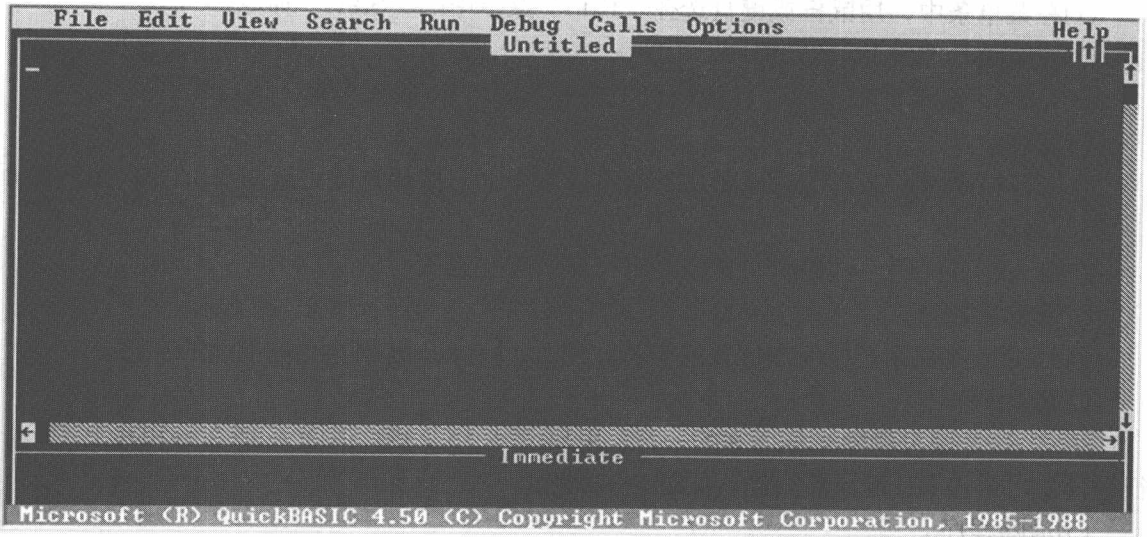 File Edit View Search Run Debug Calls Options Help
Untitled
Immediate
Microsoft (R) QuickBASIC 4.50 (C) Copyright Microsoft Corporation, 1985-1988